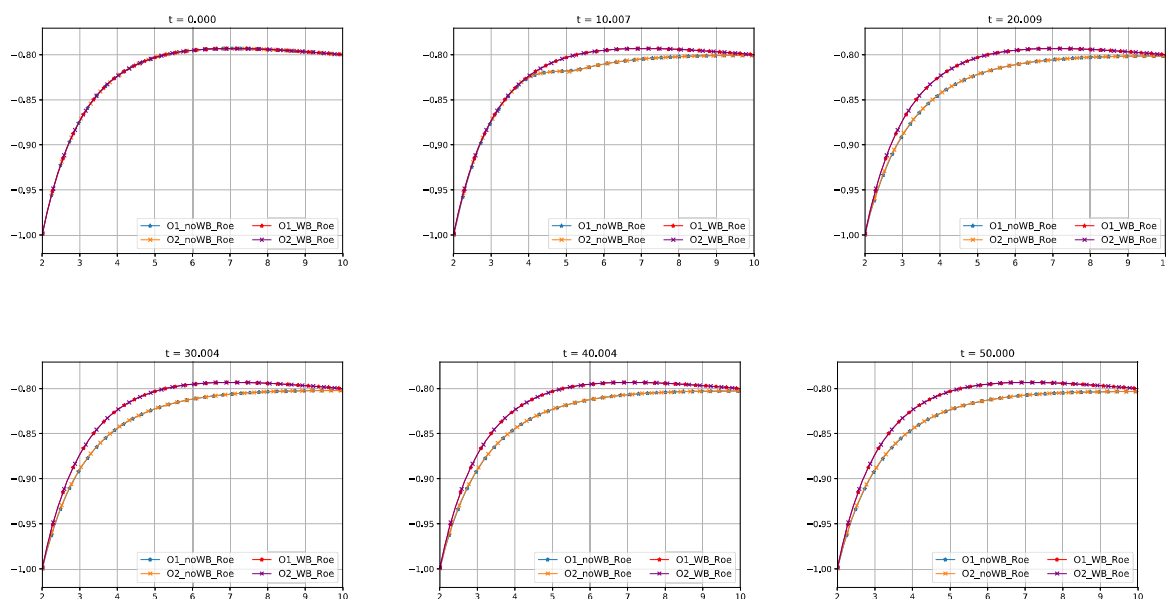 t = 0.000
−0.80
−0.85
−0.90
−0.95
−1.00
2 3 4 5 6 7 8 9 10
O1_noWB_Roe O1_WB_Roe
O2_noWB_Roe O2_WB_Roe
t = 10.007
−0.80
−0.85
−0.90
−0.95
−1.00
2 3 4 5 6 7 8 9 10
O1_noWB_Roe O1_WB_Roe
O2_noWB_Roe O2_WB_Roe
t = 20.009
−0.80
−0.85
−0.90
−0.95
−1.00
2 3 4 5 6 7 8 9 1
O1_noWB_Roe O1_WB_Roe
O2_noWB_Roe O2_WB_Roe
t = 30.004
−0.80
−0.85
−0.90
−0.95
−1.00
2 3 4 5 6 7 8 9 10
O1_noWB_Roe O1_WB_Roe
O2_noWB_Roe O2_WB_Roe
t = 40.004
−0.80
−0.85
−0.90
−0.95
−1.00
2 3 4 5 6 7 8 9 10
O1_noWB_Roe O1_WB_Roe
O2_noWB_Roe O2_WB_Roe
t = 50.000
−0.80
−0.85
−0.90
−0.95
−1.00
2 3 4 5 6 7 8 9 10
O1_noWB_Roe O1_WB_Roe
O2_noWB_Roe O2_WB_Roe